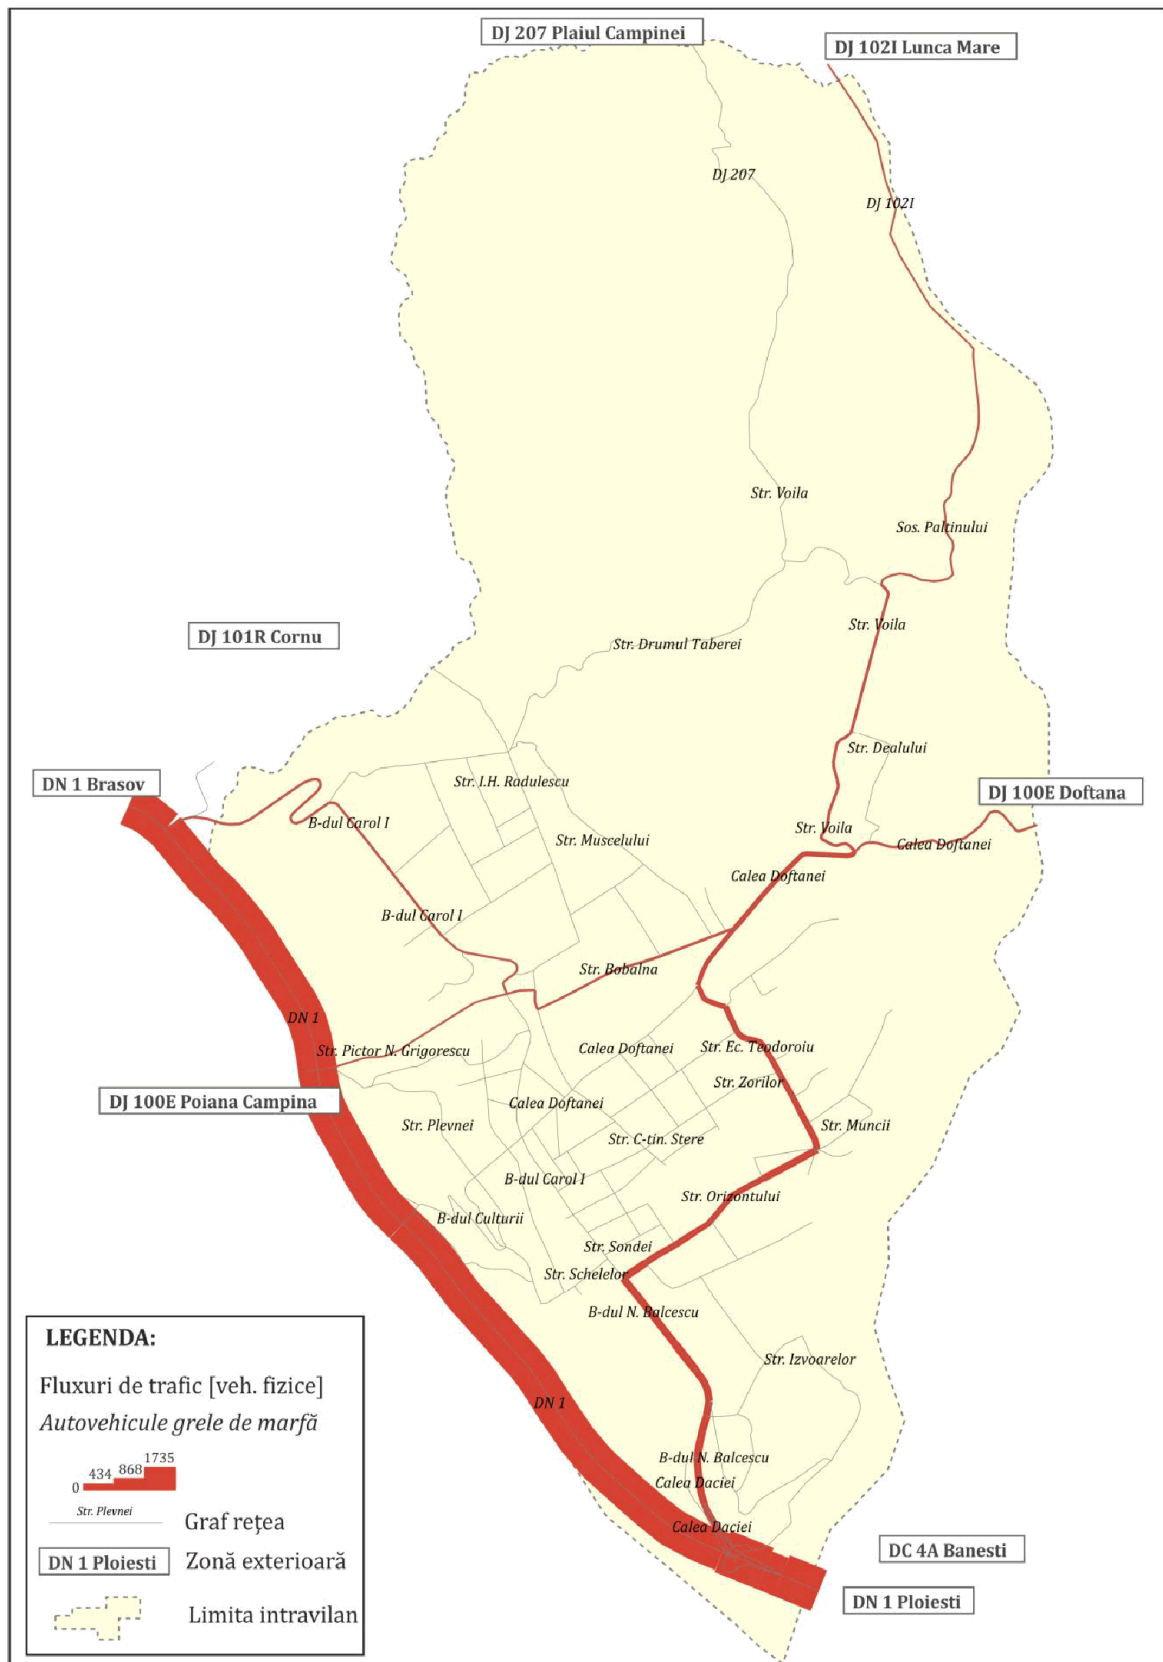 DJ 207 Plaiul Campinei
DJ 102I Lunca Mare
DJ 207
DJ 102I
Str. Voila
Sos. Paltinului
Str. Voila
DJ 101R Cornu
Str. Drumul Taberei
Str. Dealului
DN 1 Brasov
Str. I.H. Radulescu
DJ 100E Doftana
B-dul Carol I
Str. Voila
Str. Muscelului
Calea Doftanei
Calea Doftanei
B-dul Carol I
Str. Bobalna
DN 1
Str. Pictor N. Grigorescu
Calea Doftanei
Str. Ec. Teodoroiu
Str. Zorilor
DJ 100E Poiana Campina
Calea Doftanei
Str. Plevnei
Str. C-tin. Stere
Str. Muncii
B-dul Carol I
Str. Orizontului
B-dul Culturii
Str. Sondei
Str. Schelelor
B-dul N. Balcescu
Str. Izvoarelor
DN 1
B-dul N. Balcescu
Calea Daciei
Calea Daciei
DC 4A Banesti
DN 1 Ploiesti
LEGENDA:
Fluxuri de trafic [veh. fizice]
Autovehicule grele de marfă
0 434 868 1735
Str. Plevnei
Graf rețea
DN 1 Ploiesti
Zonă exterioară
Limita intravilan